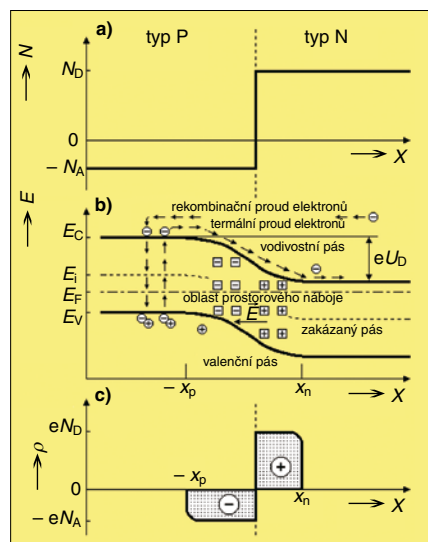 a) typ P typ N
N
N_D
0
X
– N_A
E
b)
rekombinační proud elektronů
termální proud elektronů
E_C
vodivostní pás
eU_D
E_i
E_F
oblast prostorového náboje
E_V
E
zakázaný pás
valenční pás
– x_p x_n X
c)
eN_D
ρ
– x_p
+
0
x_n X
–
– eN_A